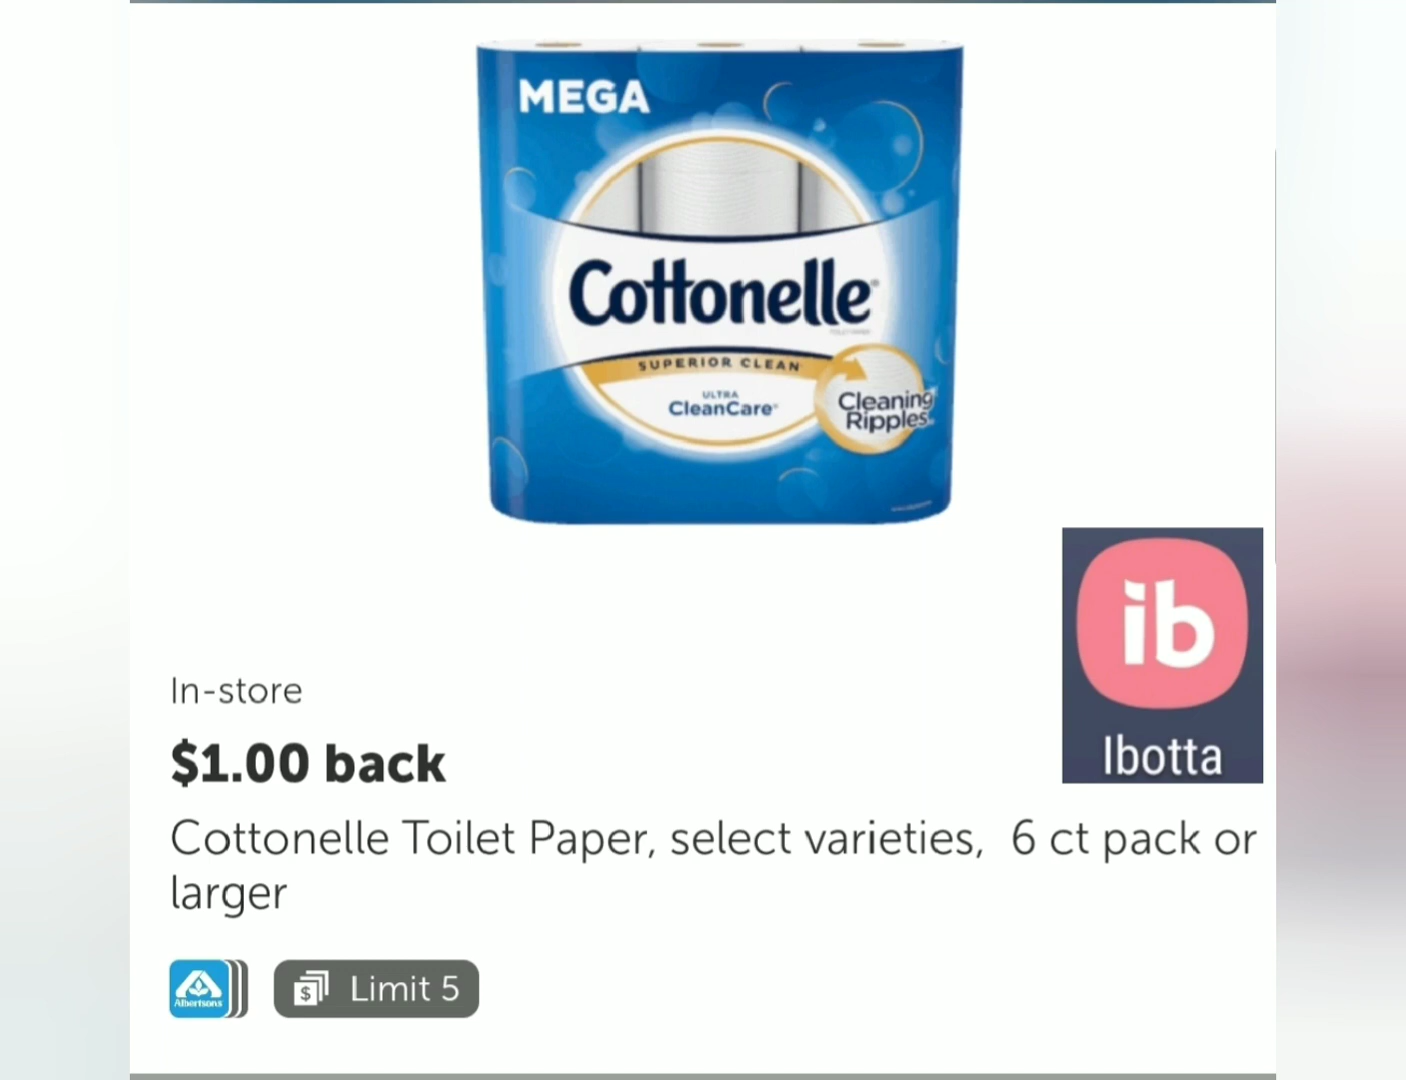 MEGA
Cottonelle
SUPERIOR CLEAN
ULTRA
CleanCare
Cleaning
Ripples
ib
Ibotta
In-store
$1.00 back
Cottonelle Toilet Paper, select varieties, 6 ct pack or
larger
Albertsons
$ Limit 5